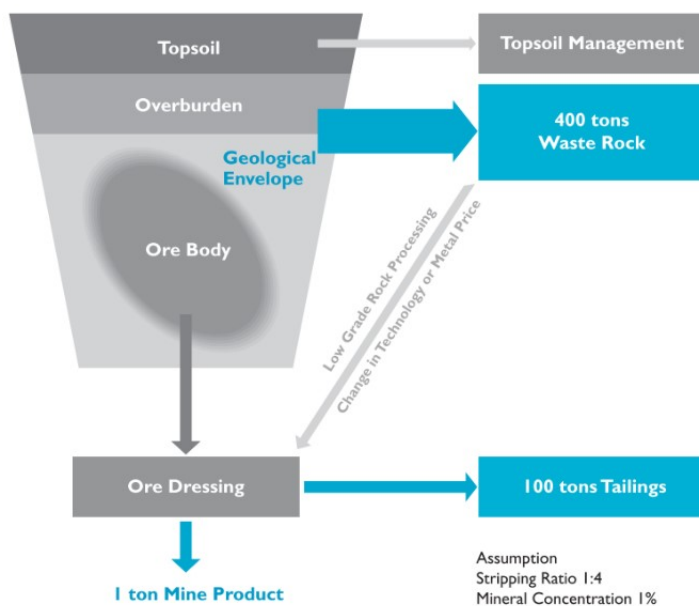 Topsoil
Topsoil Management
Overburden
400 tons
Waste Rock
Geological
Envelope
Ore Body
Low Grade Rock Processing
Change in Technology or Metal Price
Ore Dressing
100 tons Tailings
1 ton Mine Product
Assumption
Stripping Ratio 1:4
Mineral Concentration 1%